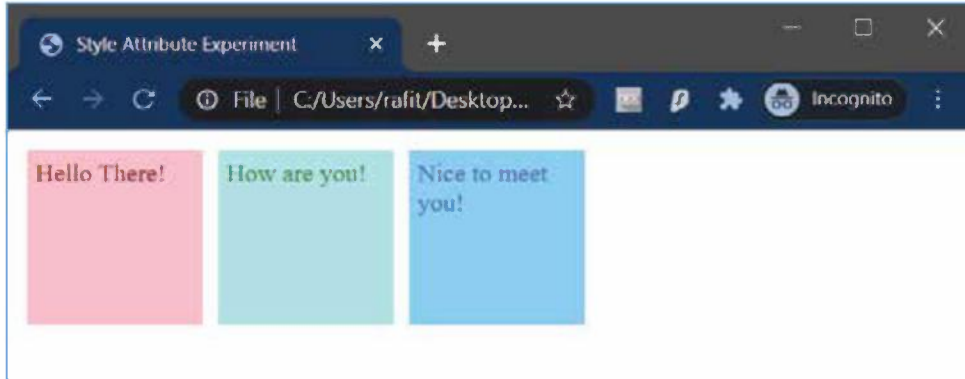 Style Attribute Experiment
File | C:/Users/rafit/Desktop...
Incognito
Hello There!
How are you!
Nice to meet
you!